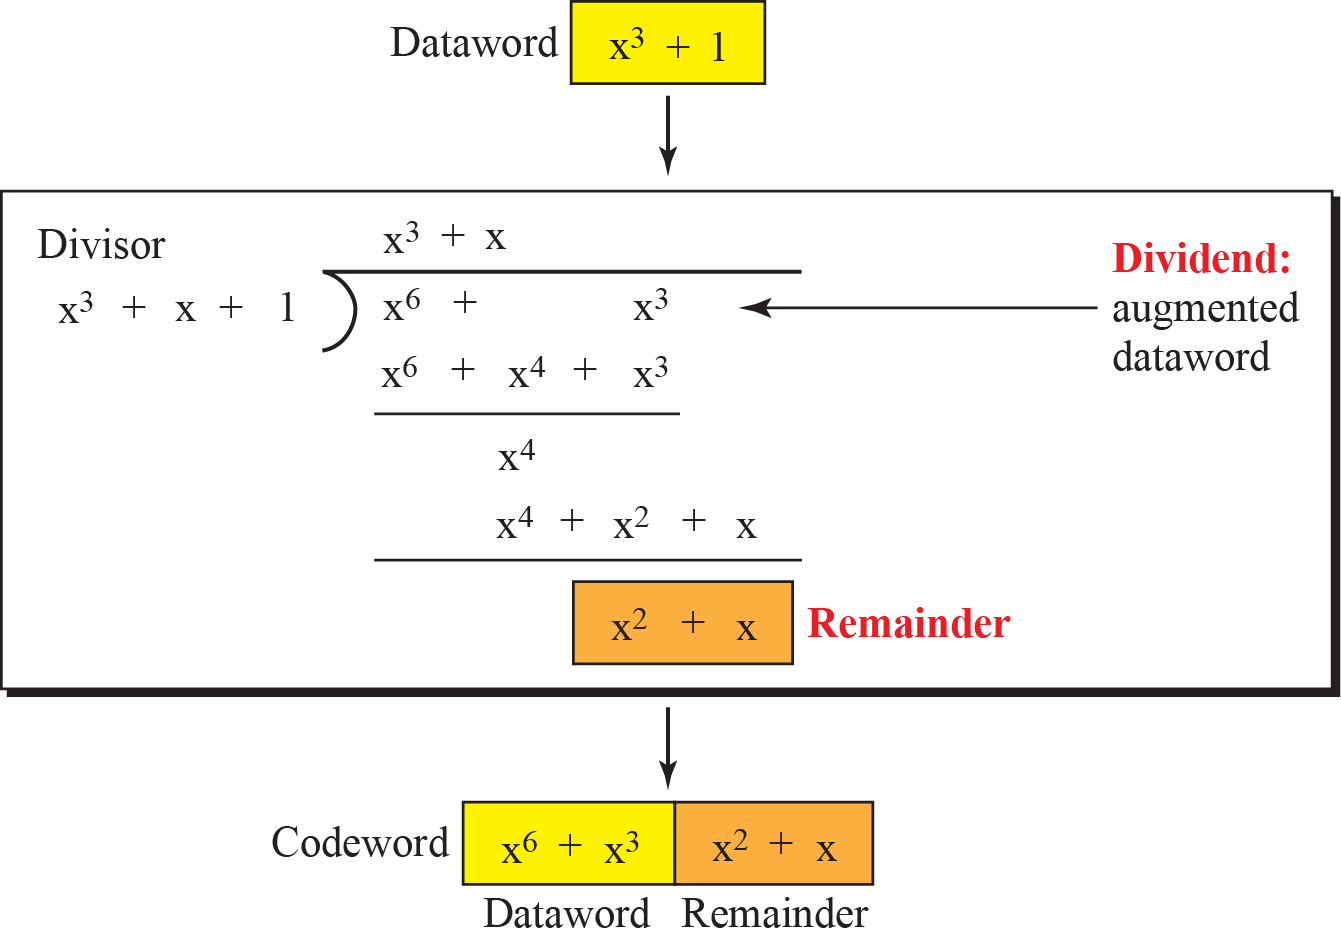 Dataword x³ + 1
Divisor
x³ + x
Dividend:
x³ + x + 1
x⁶ + x³
augmented
dataword
x⁶ + x⁴ + x³
x⁴
x⁴ + x² + x
x² + x Remainder
Codeword x⁶ + x³ x² + x
Dataword Remainder